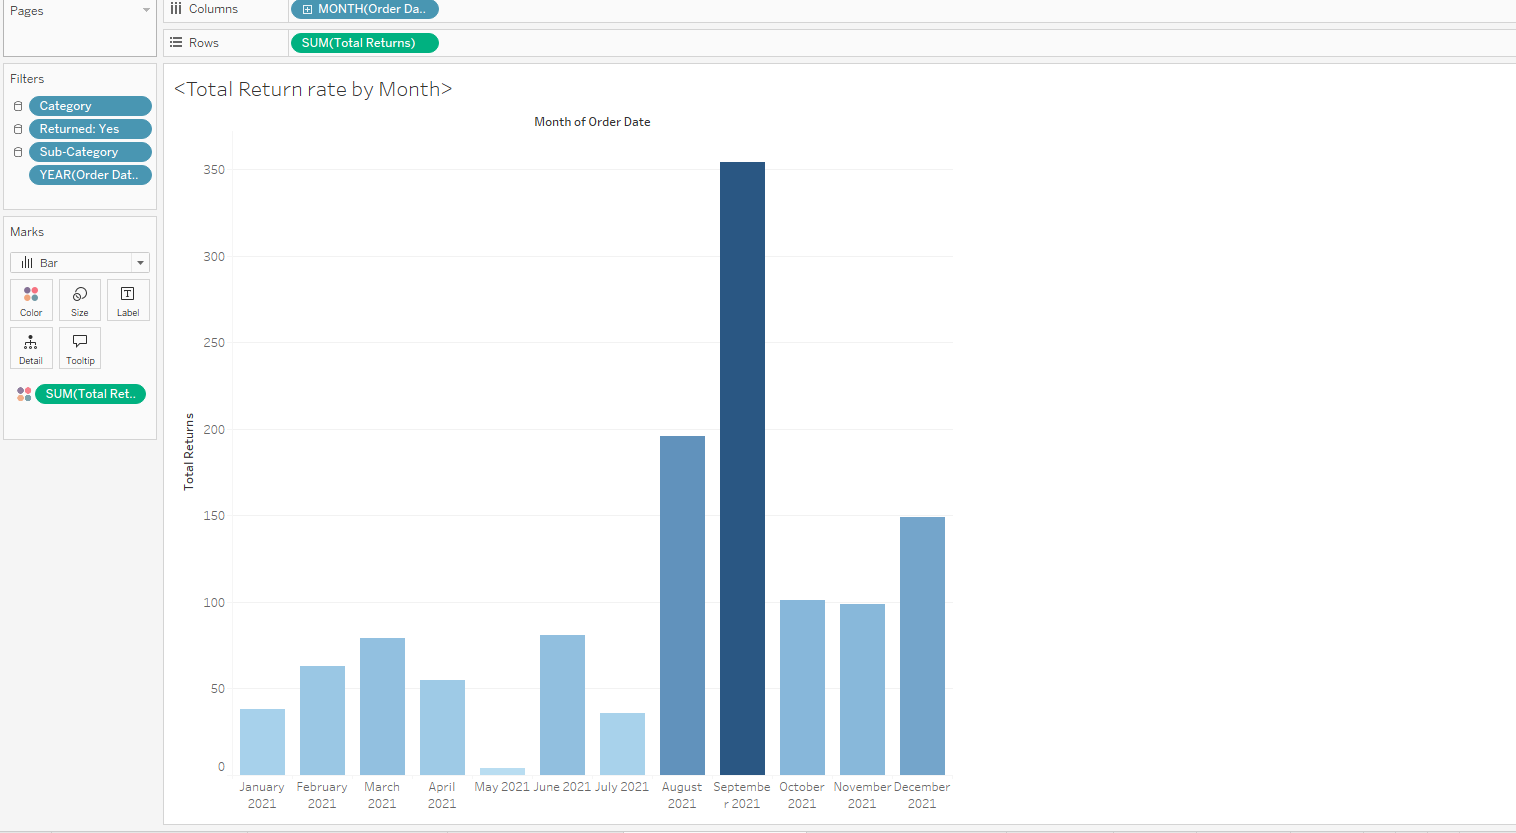 Pages
Columns
MONTH(Order Da..
Rows
SUM(Total Returns)
Filters
Category
Returned: Yes
Sub-Category
YEAR(Order Dat..
Marks
Bar
Color
Size
Label
Detail
Tooltip
SUM(Total Ret..
<Total Return rate by Month>
Month of Order Date
Total Returns
350
300
250
200
150
100
50
0
January
2021
February
2021
March
2021
April
2021
May 2021
June 2021
July 2021
August
2021
Septembe
r 2021
October
2021
November
2021
December
2021